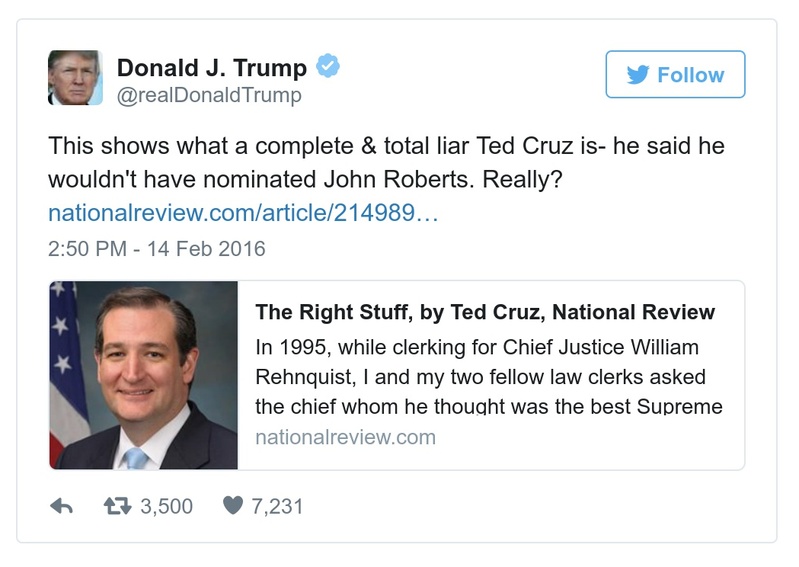 Donald J. Trump
@realDonaldTrump
Follow
This shows what a complete & total liar Ted Cruz is- he said he
wouldn't have nominated John Roberts. Really?
nationalreview.com/article/214989…
2:50 PM - 14 Feb 2016
The Right Stuff, by Ted Cruz, National Review
In 1995, while clerking for Chief Justice William
Rehnquist, I and my two fellow law clerks asked
the chief whom he thought was the best Supreme
nationalreview.com
3,500 7,231